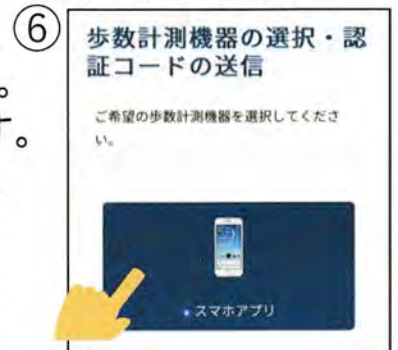 ⑥
歩数計測機器の選択・認
証コードの送信
。
す。
ご希望の歩数計測機器を選択してくださ
い。
スマホアプリ